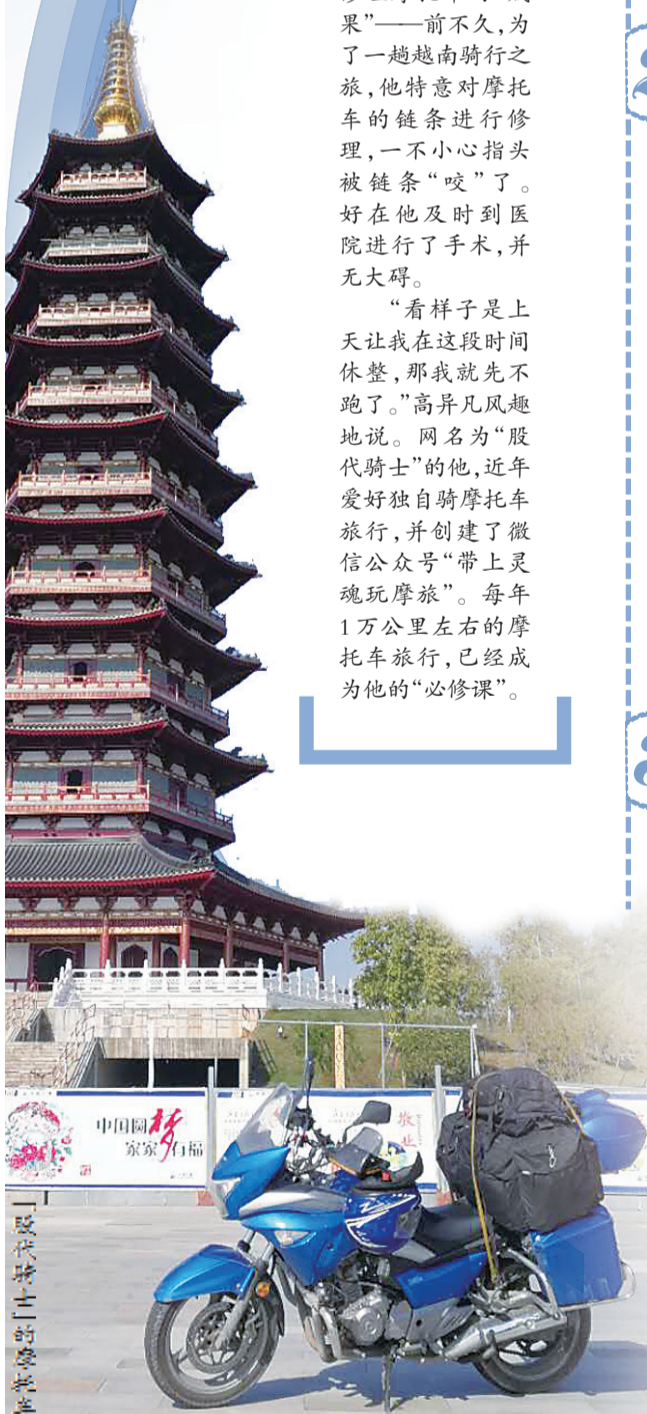 果”——前不久,为
了一趟越南骑行之
旅,他特意对摩托
车的链条进行修
理,一不小心指头
被链条“咬”了。
好在他及时到医
院进行了手术,并
无大碍。
“看样子是上
天让我在这段时间
休整,那我就先不
跑了。”高异凡风趣
地说。网名为“股
代骑士”的他,近年
爱好独自骑摩托车
旅行,并创建了微
信公众号“带上灵
魂玩摩旅”。每年
1万公里左右的摩
托车旅行,已经成
为他的“必修课”。
中国圆梦
家家有福
「股代骑士」的摩托车